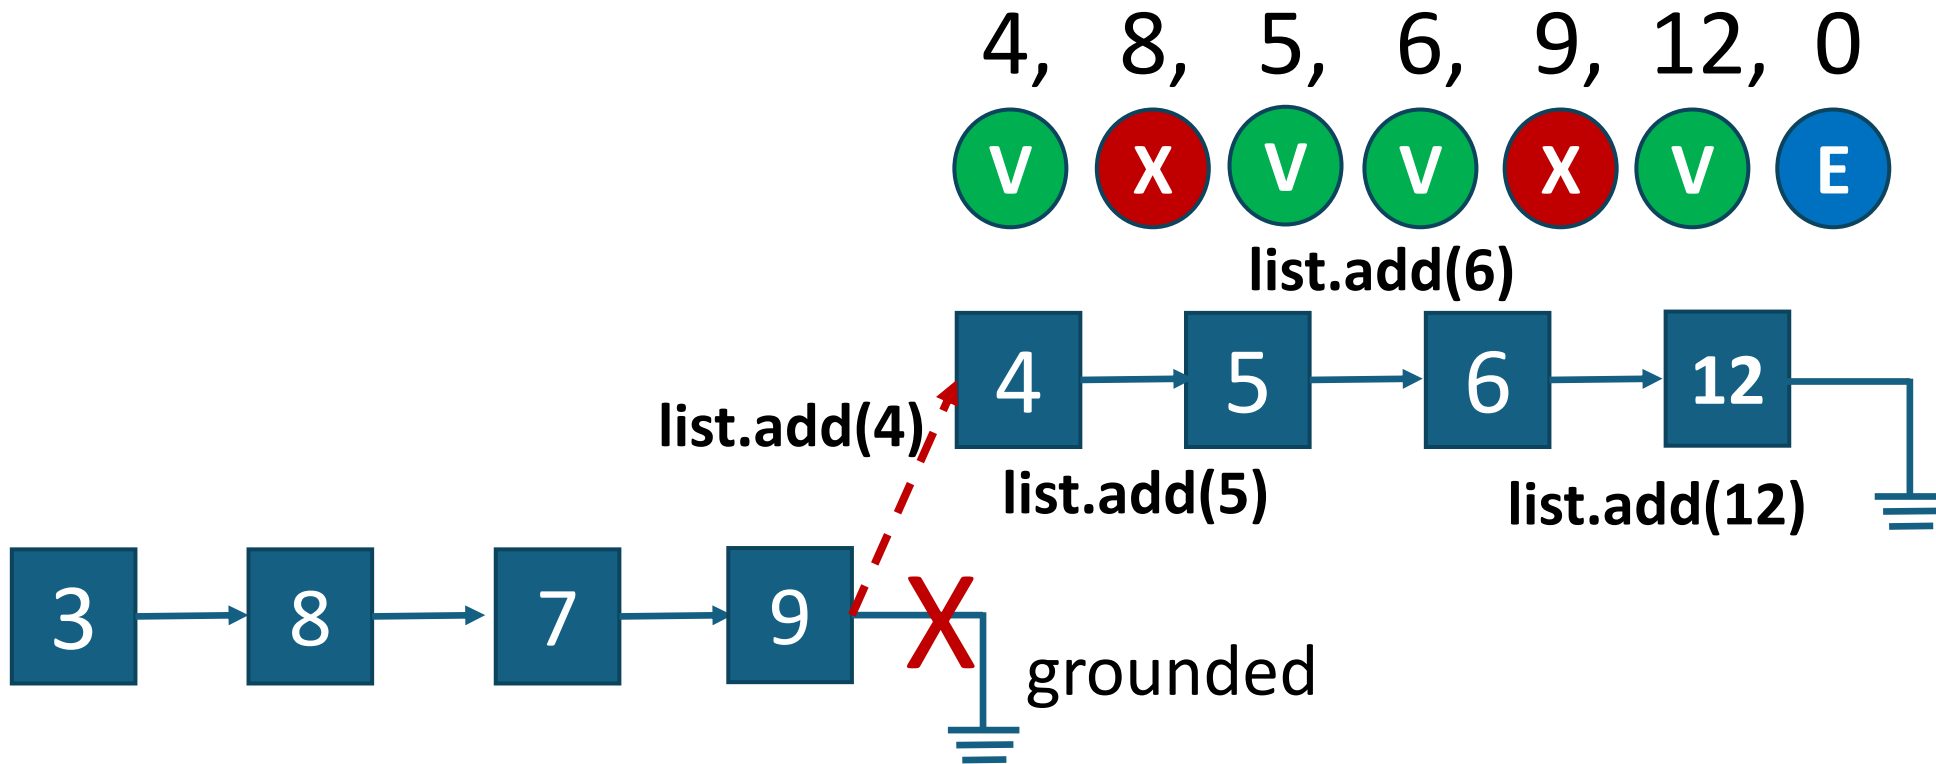 4, 8, 5, 6, 9, 12, 0
V X V V X V E
list.add(6)
4 5 6 12
list.add(4)
list.add(5)
list.add(12)
3 8 7 9
X
grounded